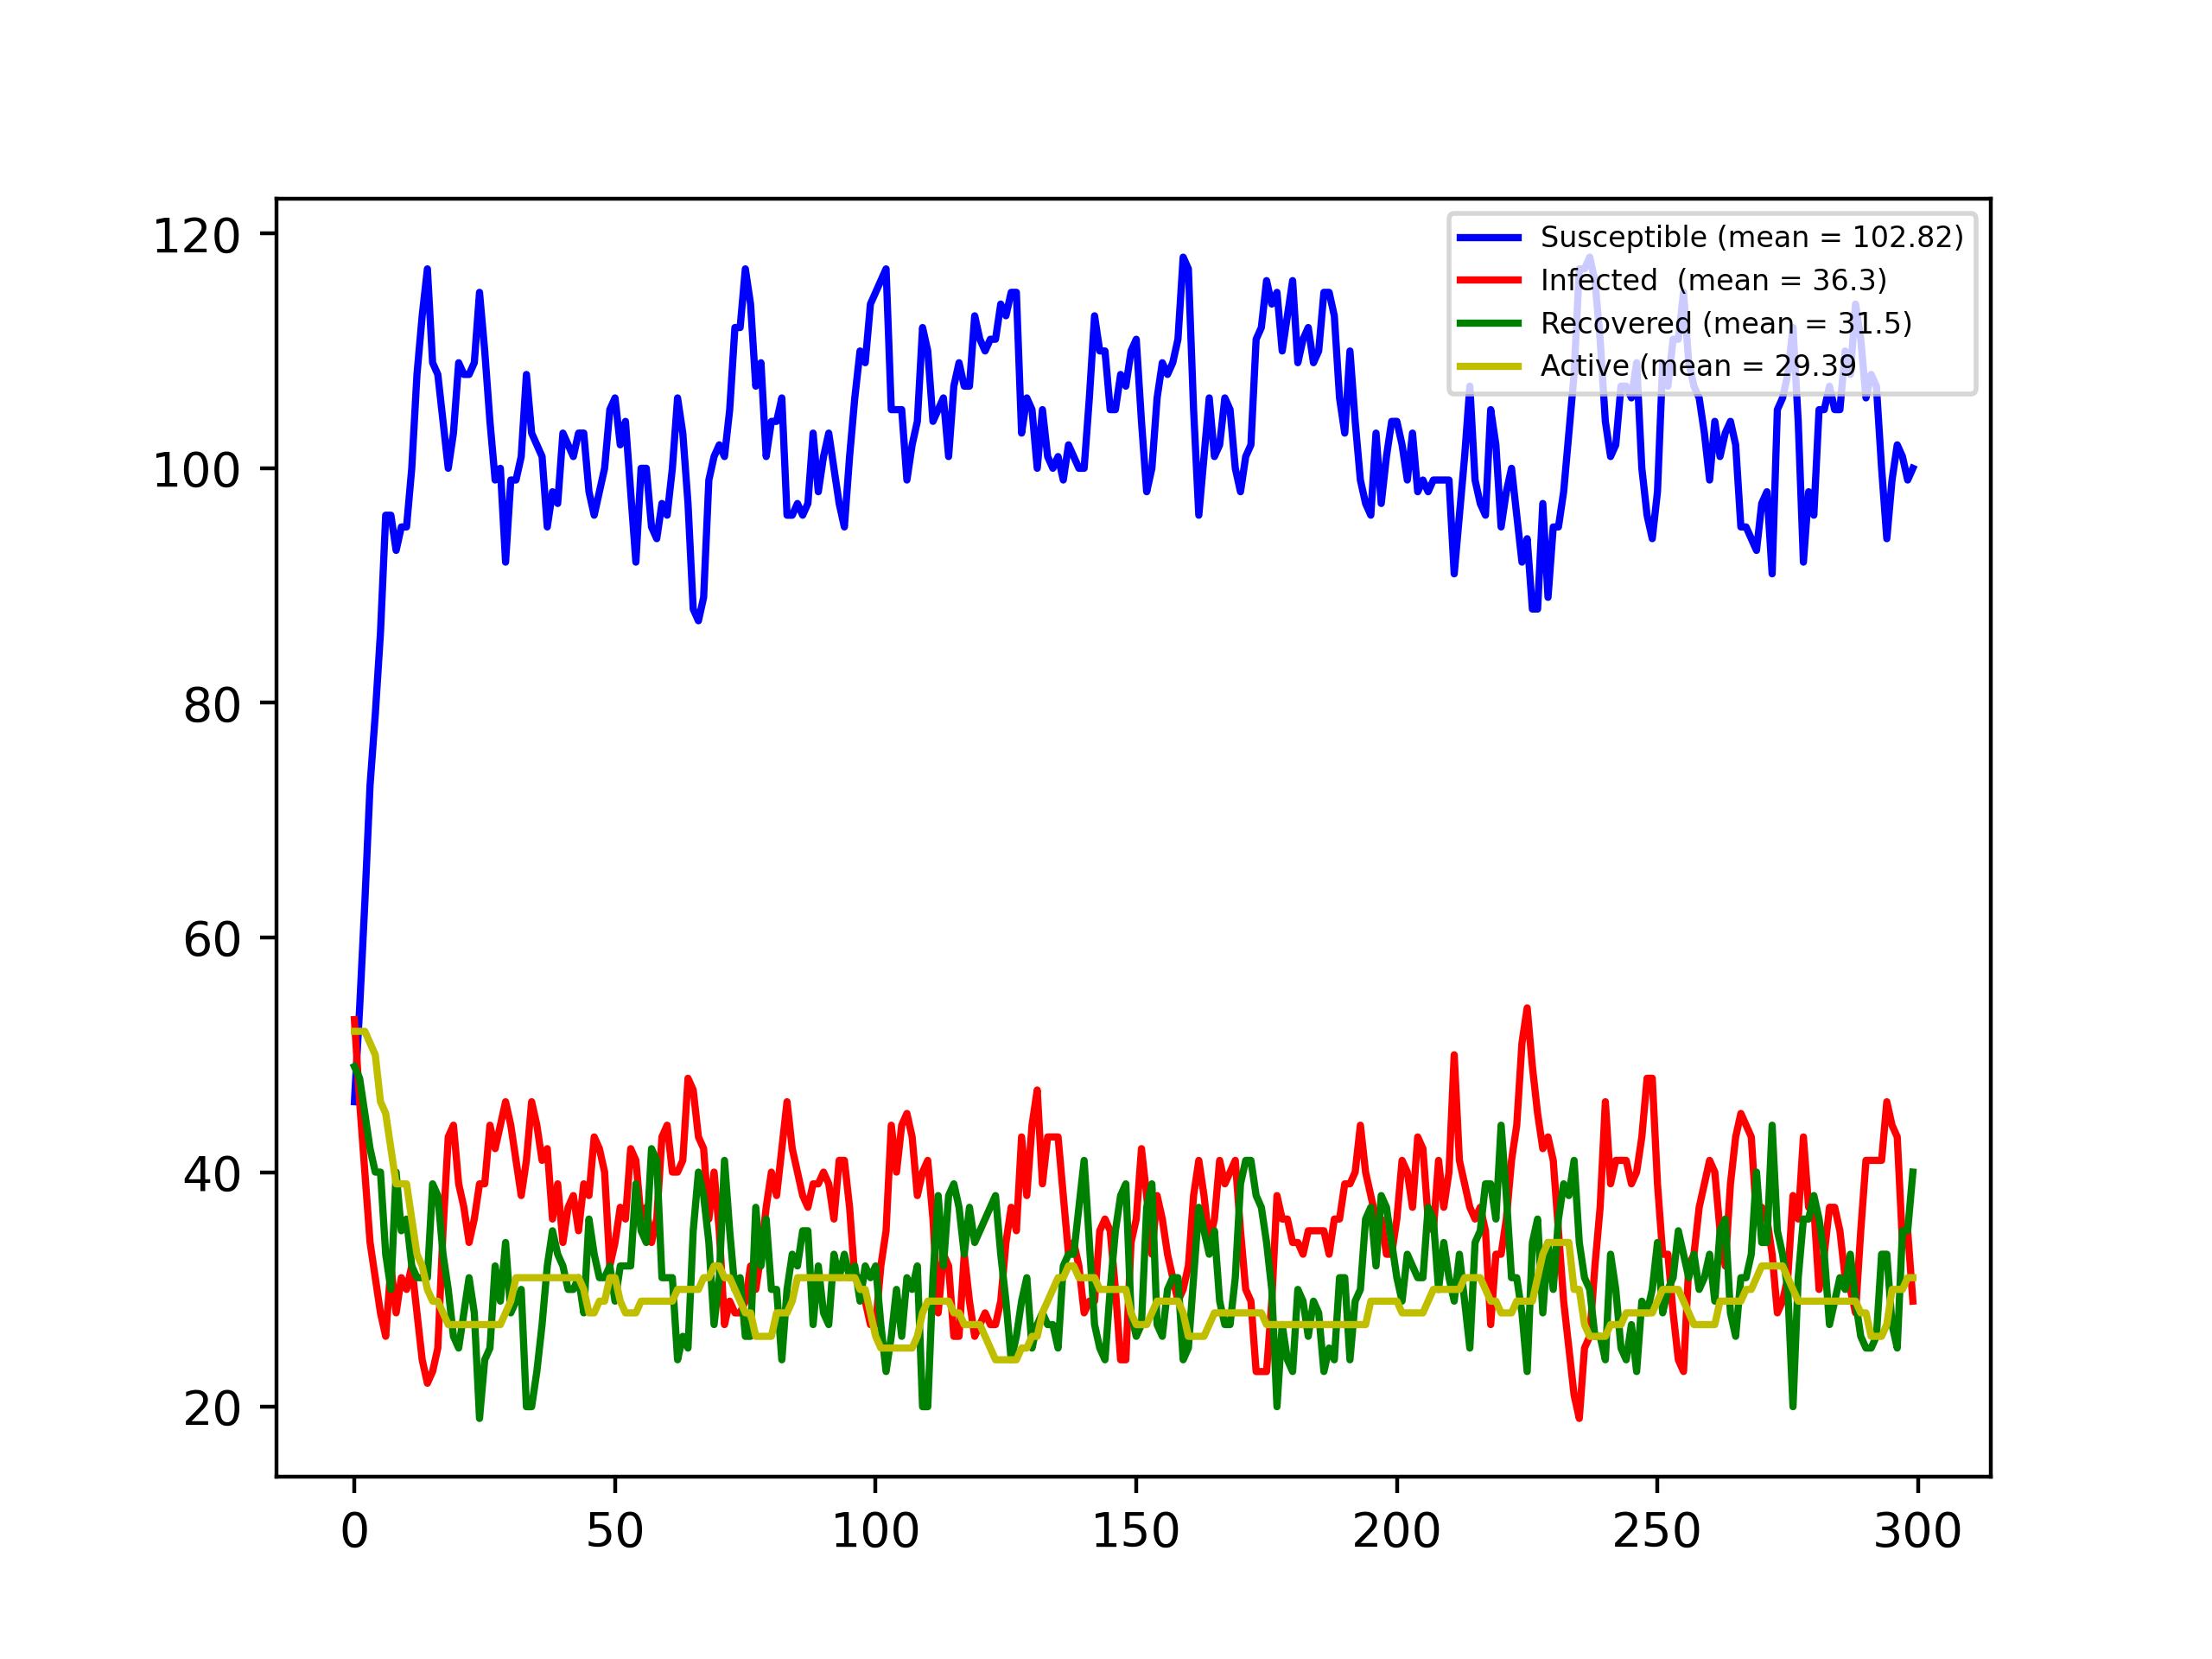 120
100
80
60
40
20
0 50 100 150 200 250 300
Susceptible (mean = 102.82)
Infected  (mean = 36.3)
Recovered (mean = 31.5)
Active (mean = 29.39